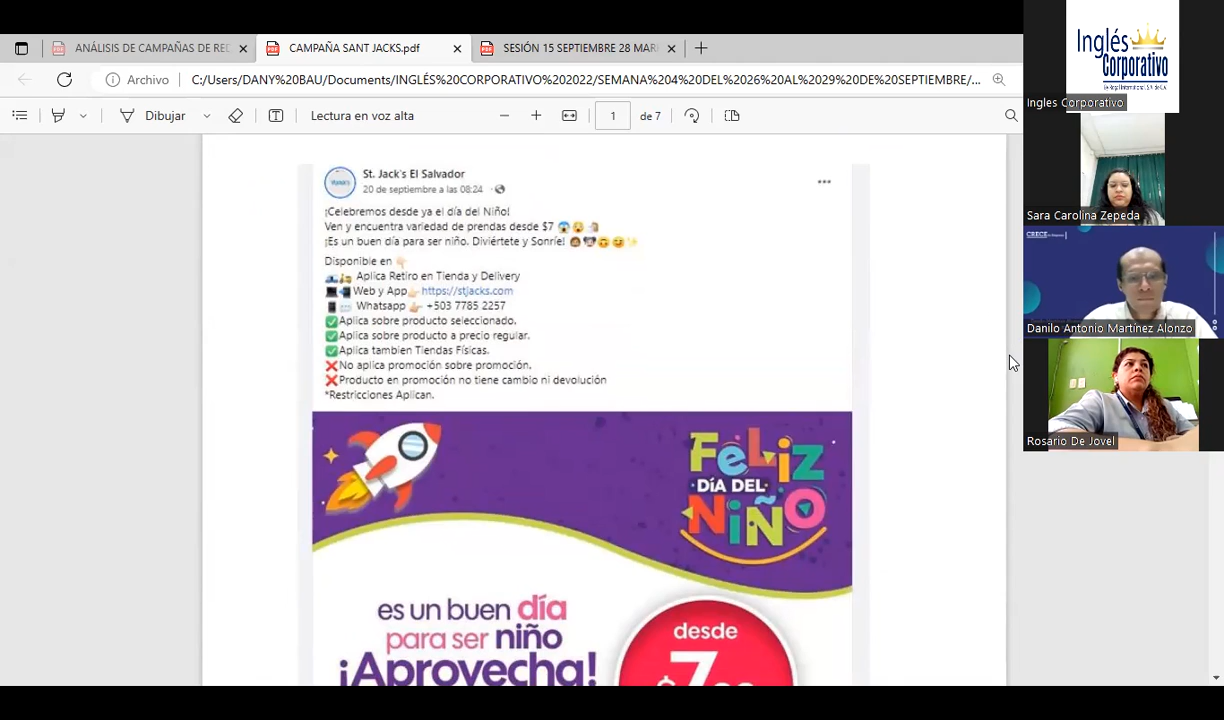 ANÁLISIS DE CAMPAÑAS DE RED
CAMPAÑA SANT JACKS.pdf
SESIÓN 15 SEPTIEMBRE 28 MAR
Archivo
C:/Users/DANY%20BAU/Documents/INGLÉS%20CORPORATIVO%202022/SEMANA%204%20DEL%2026%20AL%2029%20DE%20SEPTIEMBRE/...
Dibujar
Lectura en voz alta
1
de 7
St. Jack's El Salvador
20 de septiembre a las 08:24
¡Celebremos desde ya el día del Niño!
Ven y encuentra variedad de prendas desde $7
¡Es un buen día para ser niño. Diviértete y Sonríe!
Disponible en
Aplica Retiro en Tienda y Delivery
Web y App https://stjacks.com
Whatsapp +503 7785 2257
Aplica sobre producto seleccionado.
Aplica sobre producto a precio regular.
Aplica tambien Tiendas Físicas.
No aplica promoción sobre promoción.
Producto en promoción no tiene cambio ni devolución
*Restricciones Aplican.
FeLiZ
DÍA DEL
NIÑO
es un buen día
para ser niño
¡Aprovecha!
desde
$7
Inglés
Corporativo
Ingles Corporativo
Sara Carolina Zepeda
CRECE
Danilo Antonio Martínez Alonzo
Rosario De Jovel